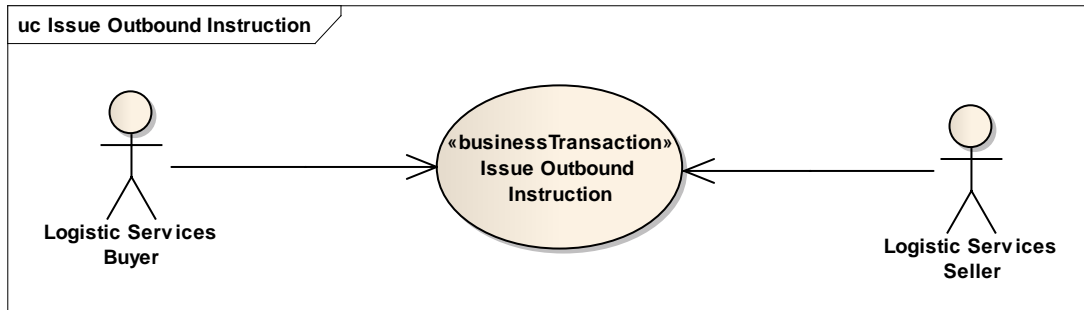 uc Issue Outbound Instruction
«businessTransaction»
Issue Outbound
Instruction
Logistic Services
Buyer
Logistic Services
Seller